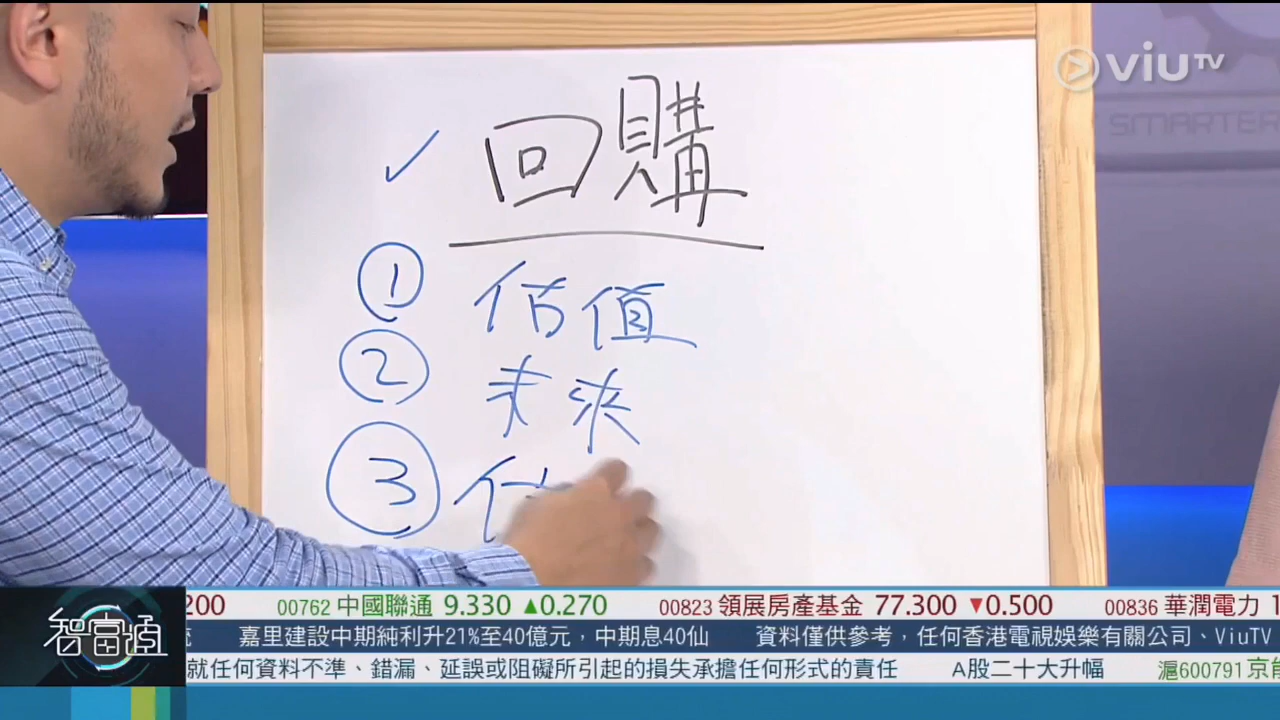 viuTV
SMARTER
✓ 回購
① 估值
② 未來
③
200 00762 中國聯通 9.330 ▲0.270 00823 領展房產基金 77.300 ▼0.500 00836 華潤電力 1
智富通
嘉里建設中期純利升21%至40億元，中期息40仙 資料僅供參考，任何香港電視娛樂有關公司、ViuTV
就任何資料不準、錯漏、延誤或阻礙所引起的損失承擔任何形式的責任 A股二十大升幅 滬600791 京能